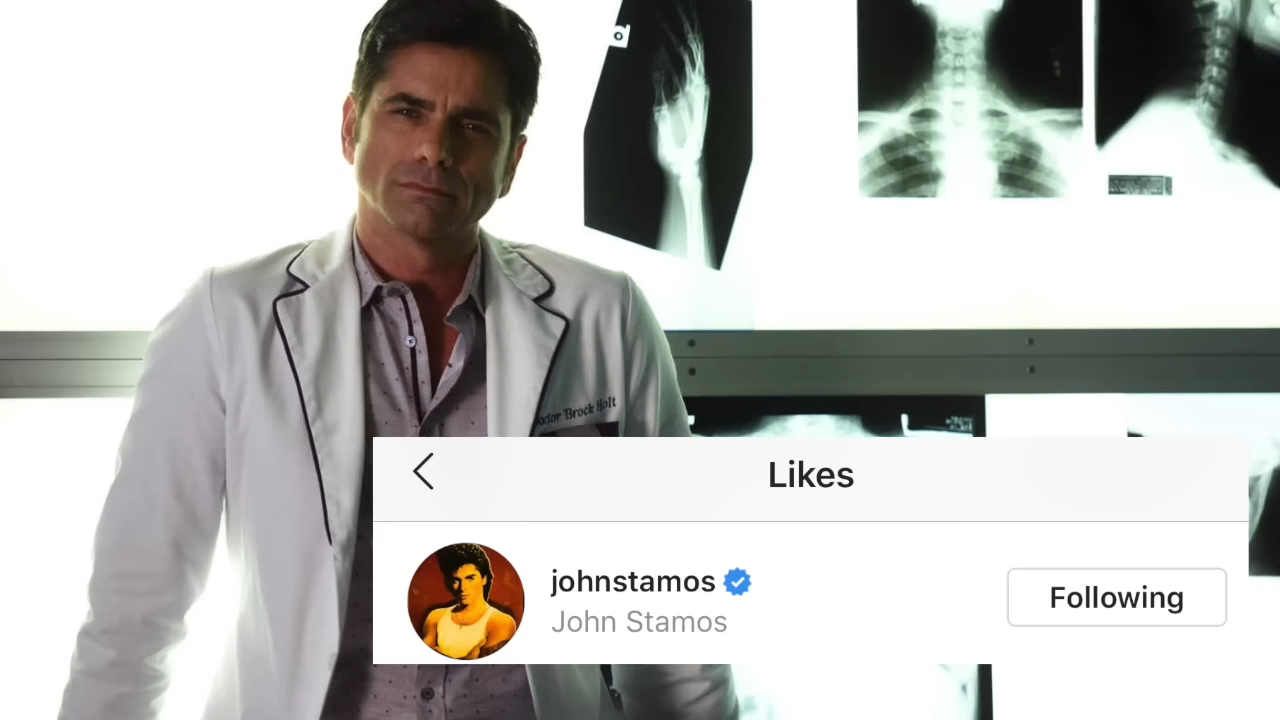 Doctor Brock Holt
Likes
johnstamos
John Stamos
Following